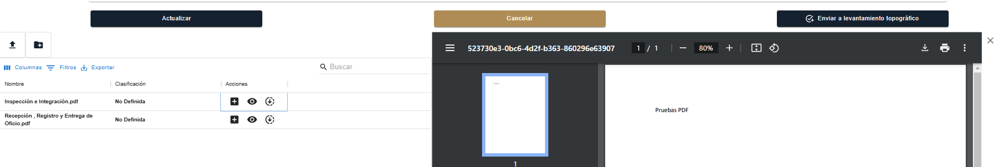 Actualizar
Cancelar
Enviar a levantamiento topográfico
523730e3-0bc6-4d2f-b363-860296e63907
1 / 1
80%
Columnas
Filtros
Exportar
Buscar
Nombre
Clasificación
Acciones
Inspección e Integración.pdf
No Definida
Recepción , Registro y Entrega de
Oficio.pdf
No Definida
1
Pruebas PDF